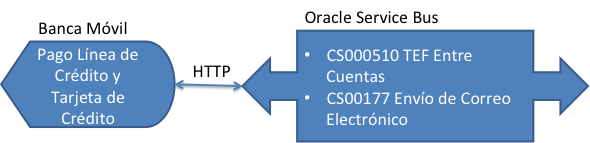 Banca Móvil
Pago Línea de
Crédito y
Tarjeta de
Crédito
HTTP
Oracle Service Bus
• CS000510 TEF Entre
Cuentas
• CS00177 Envío de Correo
Electrónico